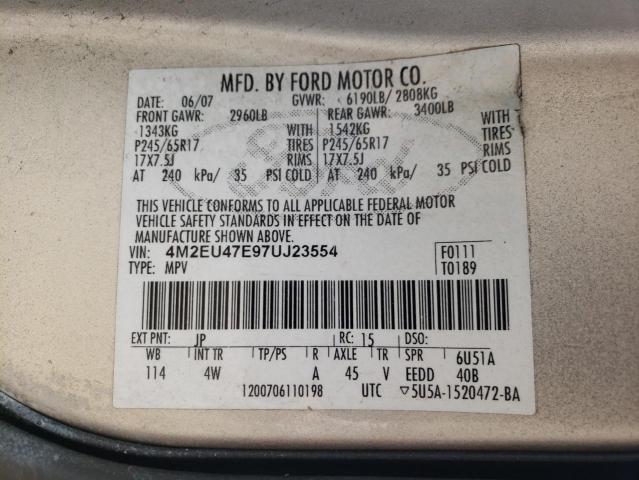 MFD. BY FORD MOTOR CO.
DATE: 06/07 GVWR: 6190LB/ 2808KG
FRONT GAWR: 2960LB REAR GAWR: 3400LB
1343KG WITH 1542KG WITH
P245/65R17 TIRES P245/65R17 TIRES
17X7.5J RIMS 17X7.5J RIMS
AT 240 kPa/ 35 PSI COLD AT 240 kPa/ 35 PSI COLD
THIS VEHICLE CONFORMS TO ALL APPLICABLE FEDERAL MOTOR
VEHICLE SAFETY STANDARDS IN EFFECT ON THE DATE OF
MANUFACTURE SHOWN ABOVE.
VIN: 4M2EU47E97UJ23554 F0111
TYPE: MPV T0189
EXT PNT: JP RC: 15 DSO:
WB INT TR TP/PS R AXLE TR SPR 6U51A
114 4W A 45 V EEDD 40B
1200706110198 UTC ▽5U5A-1520472-BA